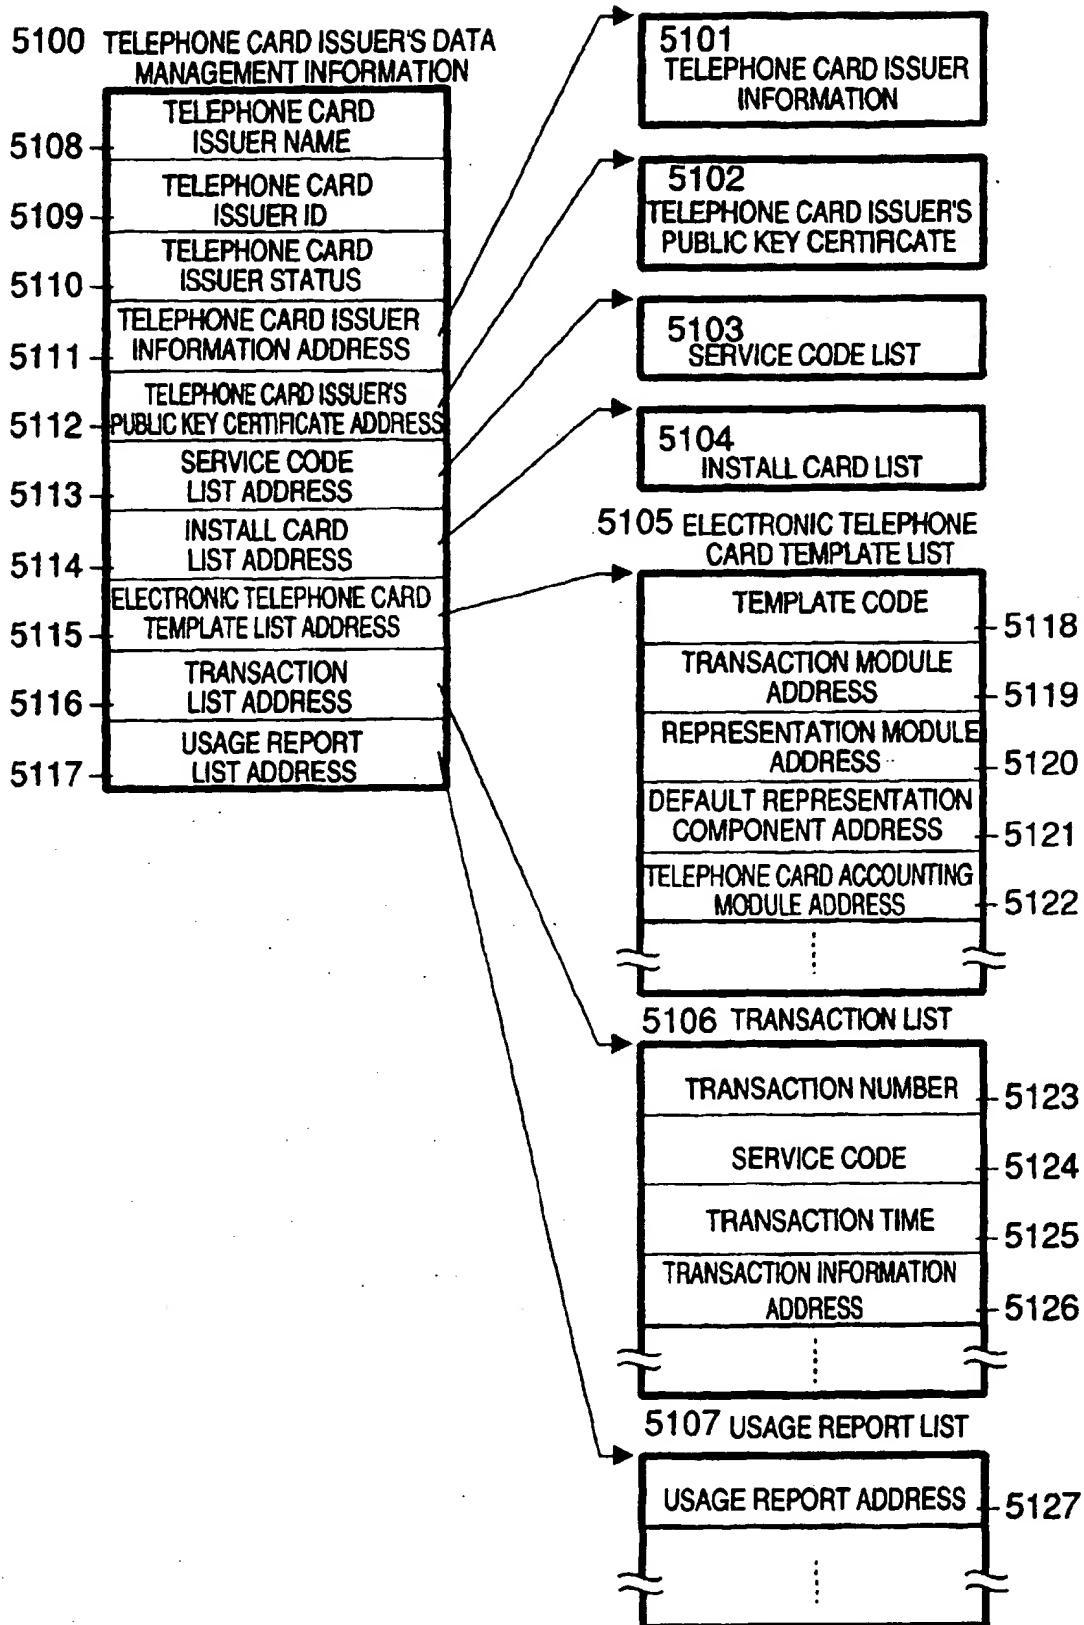 5100 TELEPHONE CARD ISSUER'S DATA
MANAGEMENT INFORMATION
TELEPHONE CARD
ISSUER NAME
5108
TELEPHONE CARD
ISSUER ID
5109
TELEPHONE CARD
ISSUER STATUS
5110
TELEPHONE CARD ISSUER
INFORMATION ADDRESS
5111
TELEPHONE CARD ISSUER'S
PUBLIC KEY CERTIFICATE ADDRESS
5112
SERVICE CODE
LIST ADDRESS
5113
INSTALL CARD
LIST ADDRESS
5114
ELECTRONIC TELEPHONE CARD
TEMPLATE LIST ADDRESS
5115
TRANSACTION
LIST ADDRESS
5116
USAGE REPORT
LIST ADDRESS
5117
5101
TELEPHONE CARD ISSUER
INFORMATION
5102
TELEPHONE CARD ISSUER'S
PUBLIC KEY CERTIFICATE
5103
SERVICE CODE LIST
5104
INSTALL CARD LIST
5105 ELECTRONIC TELEPHONE
CARD TEMPLATE LIST
TEMPLATE CODE
5118
TRANSACTION MODULE
ADDRESS
5119
REPRESENTATION MODULE
ADDRESS
5120
DEFAULT REPRESENTATION
COMPONENT ADDRESS
5121
TELEPHONE CARD ACCOUNTING
MODULE ADDRESS
5122
5106 TRANSACTION LIST
TRANSACTION NUMBER
5123
SERVICE CODE
5124
TRANSACTION TIME
5125
TRANSACTION INFORMATION
ADDRESS
5126
5107 USAGE REPORT LIST
USAGE REPORT ADDRESS
5127